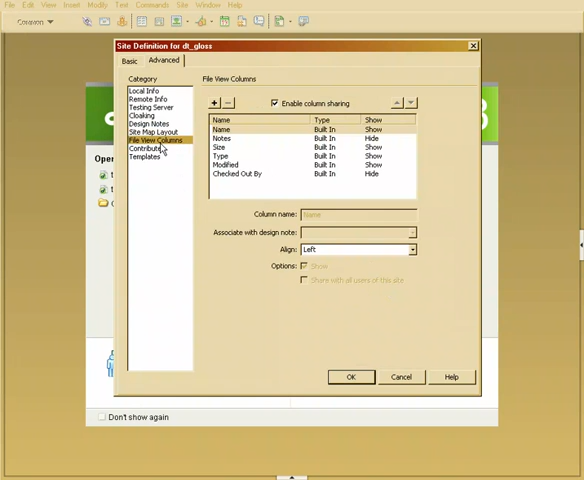 File Edit View Insert Modify Text Commands Site Window Help
Common
Site Definition for dt_gloss
Basic Advanced
Category
Local Info
Remote Info
Testing Server
Cloaking
Design Notes
Site Map Layout
File View Columns
Contribute
Templates
File View Columns
Enable column sharing
Name Type Show
Name Built In Show
Notes Built In Hide
Size Built In Show
Type Built In Show
Modified Built In Show
Checked Out By Built In Hide
Column name: Name
Associate with design note:
Align: Left
Options: Show
Share with all users of this site
OK Cancel Help
Ope
Don't show again